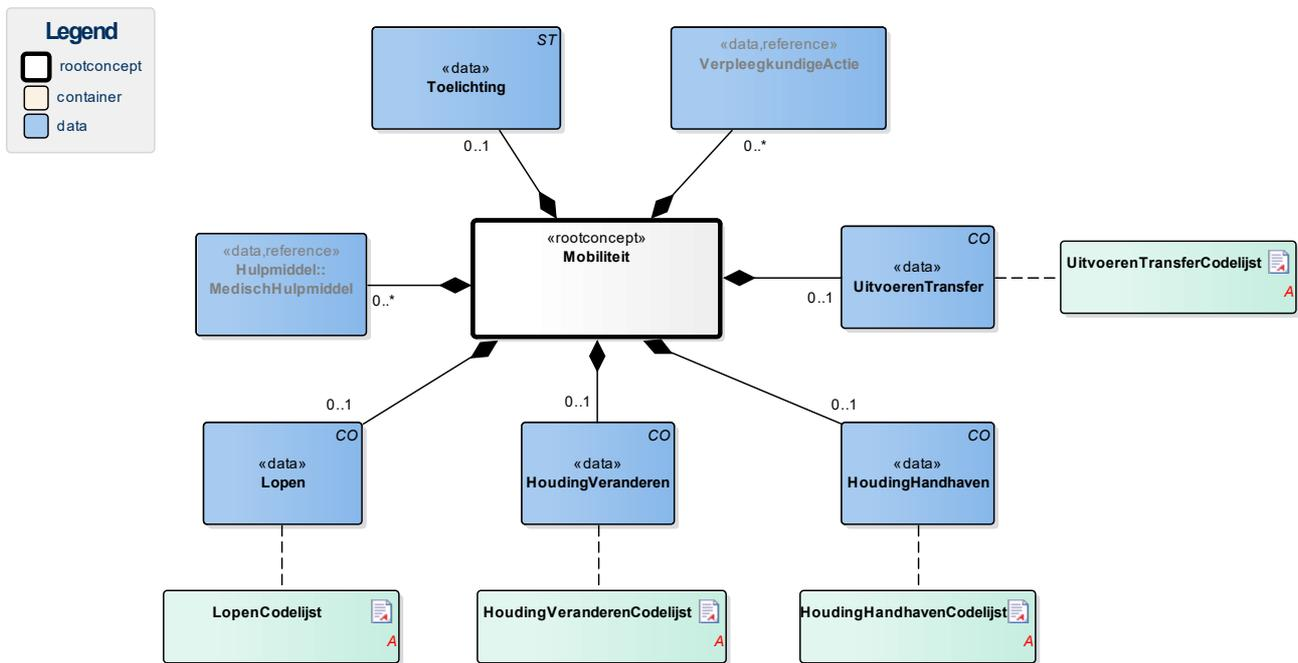 Legend
rootconcept
container
data
ST
«data»
Toelichting
0..1
«data,reference»
VerpleegkundigeActie
0..*
«data,reference»
Hulpmiddel::
MedischHulpmiddel
0..*
«rootconcept»
Mobiliteit
CO
«data»
UitvoerenTransfer
0..1
UitvoerenTransferCodelijst
A
0..1
CO
«data»
Lopen
0..1
CO
«data»
HoudingVeranderen
0..1
CO
«data»
HoudingHandhaven
LopenCodelijst
A
HoudingVeranderenCodelijst
A
HoudingHandhavenCodelijst
A